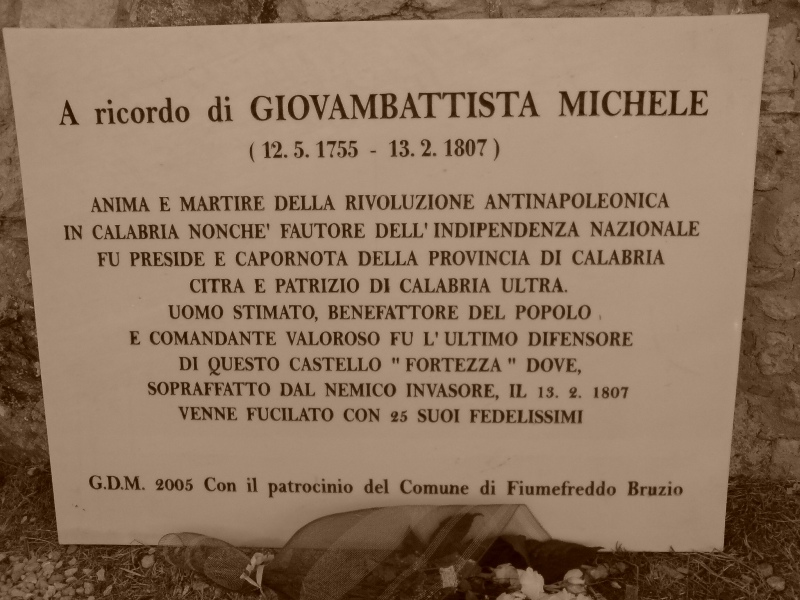 A ricordo di GIOVAMBATTISTA MICHELE
( 12. 5. 1755 - 13. 2. 1807 )
ANIMA E MARTIRE DELLA RIVOLUZIONE ANTINAPOLEONICA
IN CALABRIA NONCHE' FAUTORE DELL' INDIPENDENZA NAZIONALE
FU PRESIDE E CAPORNOTA DELLA PROVINCIA DI CALABRIA
CITRA E PATRIZIO DI CALABRIA ULTRA.
UOMO STIMATO, BENEFATTORE DEL POPOLO
E COMANDANTE VALOROSO FU L' ULTIMO DIFENSORE
DI QUESTO CASTELLO " FORTEZZA " DOVE,
SOPRAFFATTO DAL NEMICO INVASORE, IL 13. 2. 1807
VENNE FUCILATO CON 25 SUOI FEDELISSIMI
G.D.M. 2005 Con il patrocinio del Comune di Fiumefreddo Bruzio